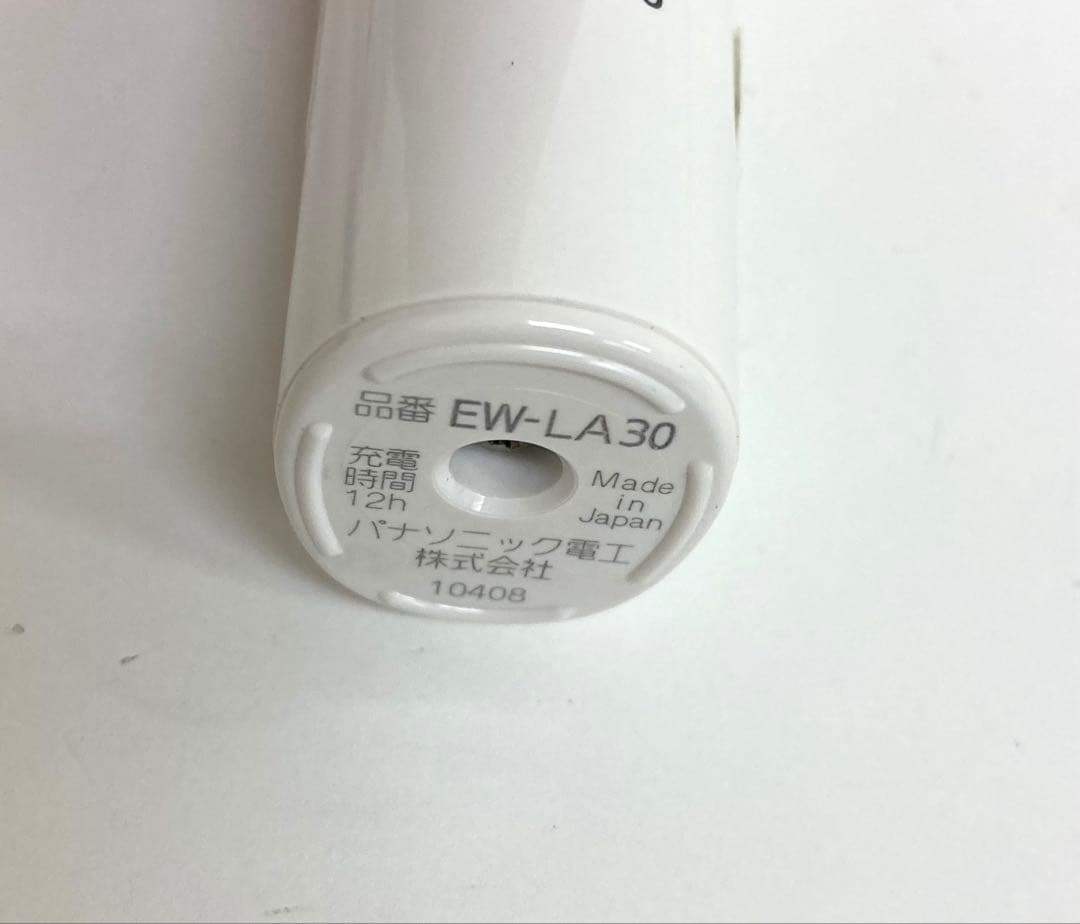 品番 EW-LA30
充電
時間
12h
Made
in
Japan
パナソニック電工
株式会社
10408